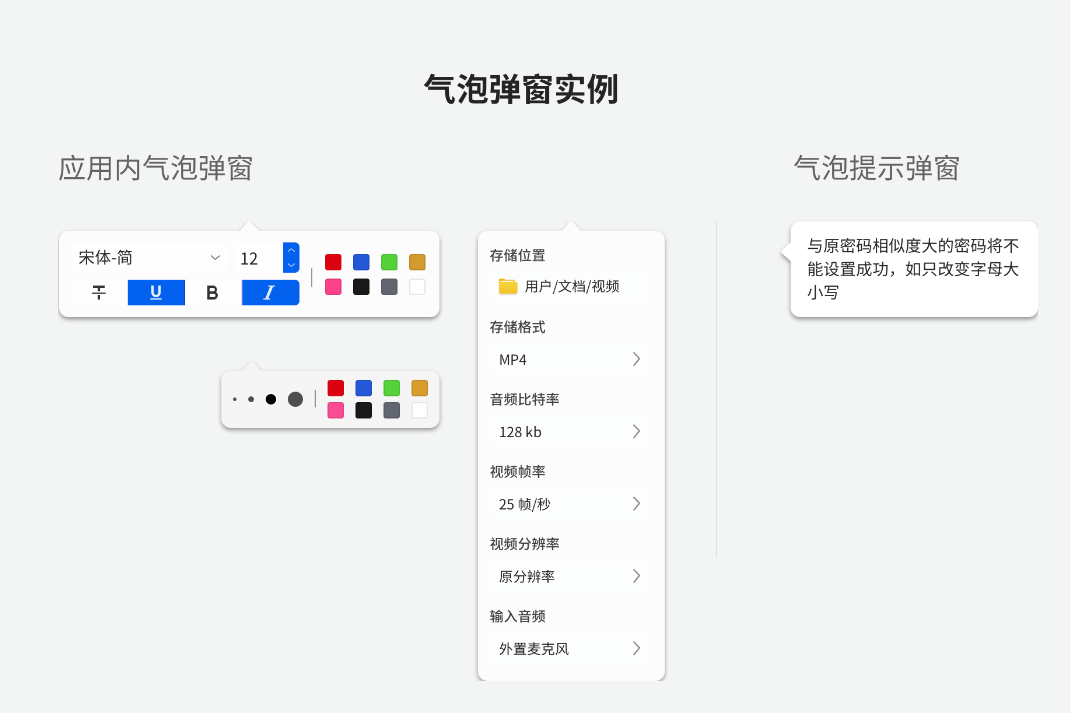 气泡弹窗实例
应用内气泡弹窗
宋体-简
12
T U B I
存储位置
用户/文档/视频
存储格式
MP4
音频比特率
128 kb
视频帧率
25 帧/秒
视频分辨率
原分辨率
输入音频
外置麦克风
气泡提示弹窗
与原密码相似度大的密码将不
能设置成功，如只改变字母大
小写